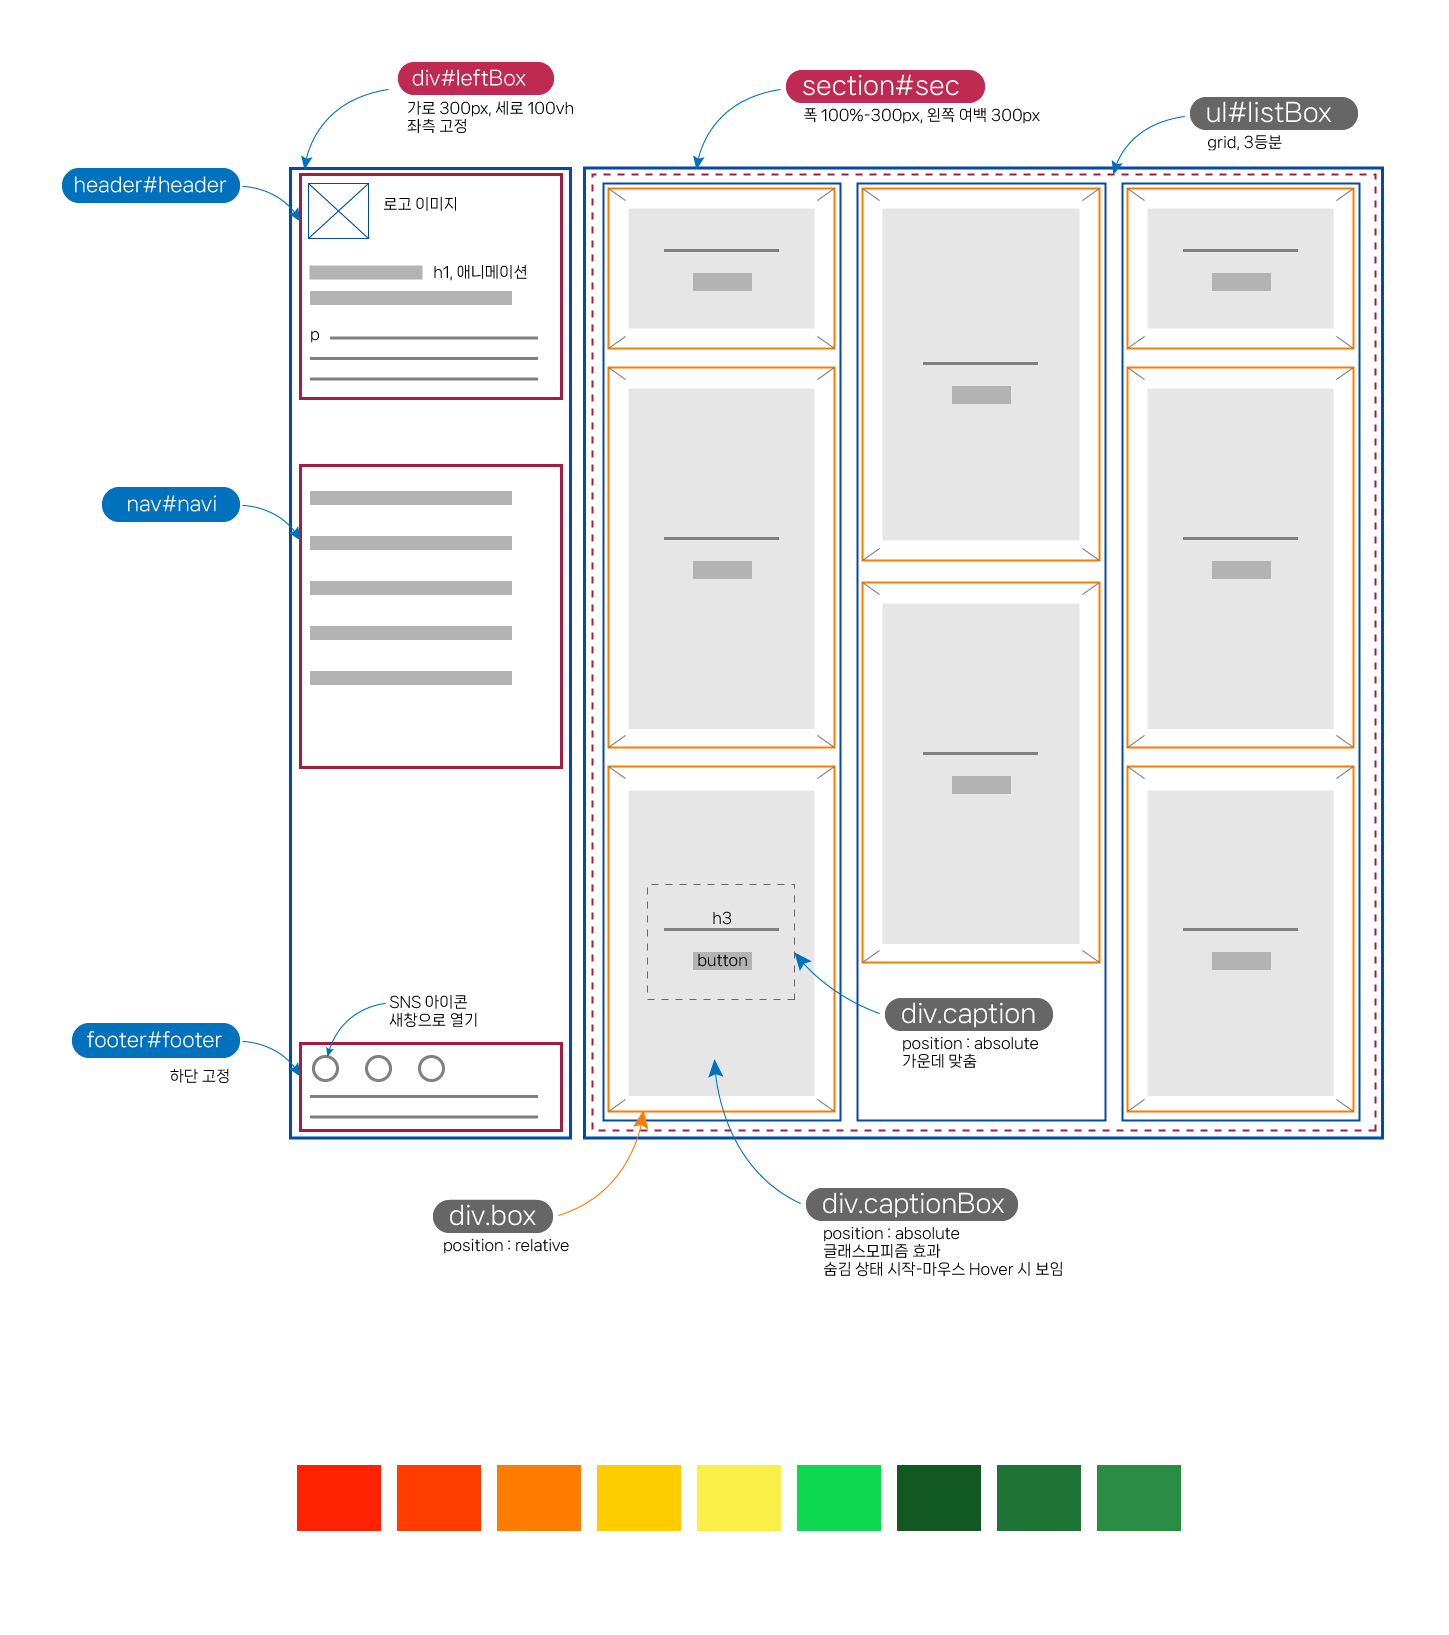 div#leftBox
가로 300px, 세로 100vh
좌측 고정
section#sec
폭 100%-300px, 왼쪽 여백 300px
ul#listBox
grid, 3등분
header#header
로고 이미지
h1, 애니메이션
p
nav#navi
h3
button
SNS 아이콘
새창으로 열기
footer#footer
하단 고정
div.caption
position : absolute
가운데 맞춤
div.box
position : relative
div.captionBox
position : absolute
글래스모피즘 효과
숨김 상태 시작-마우스 Hover 시 보임